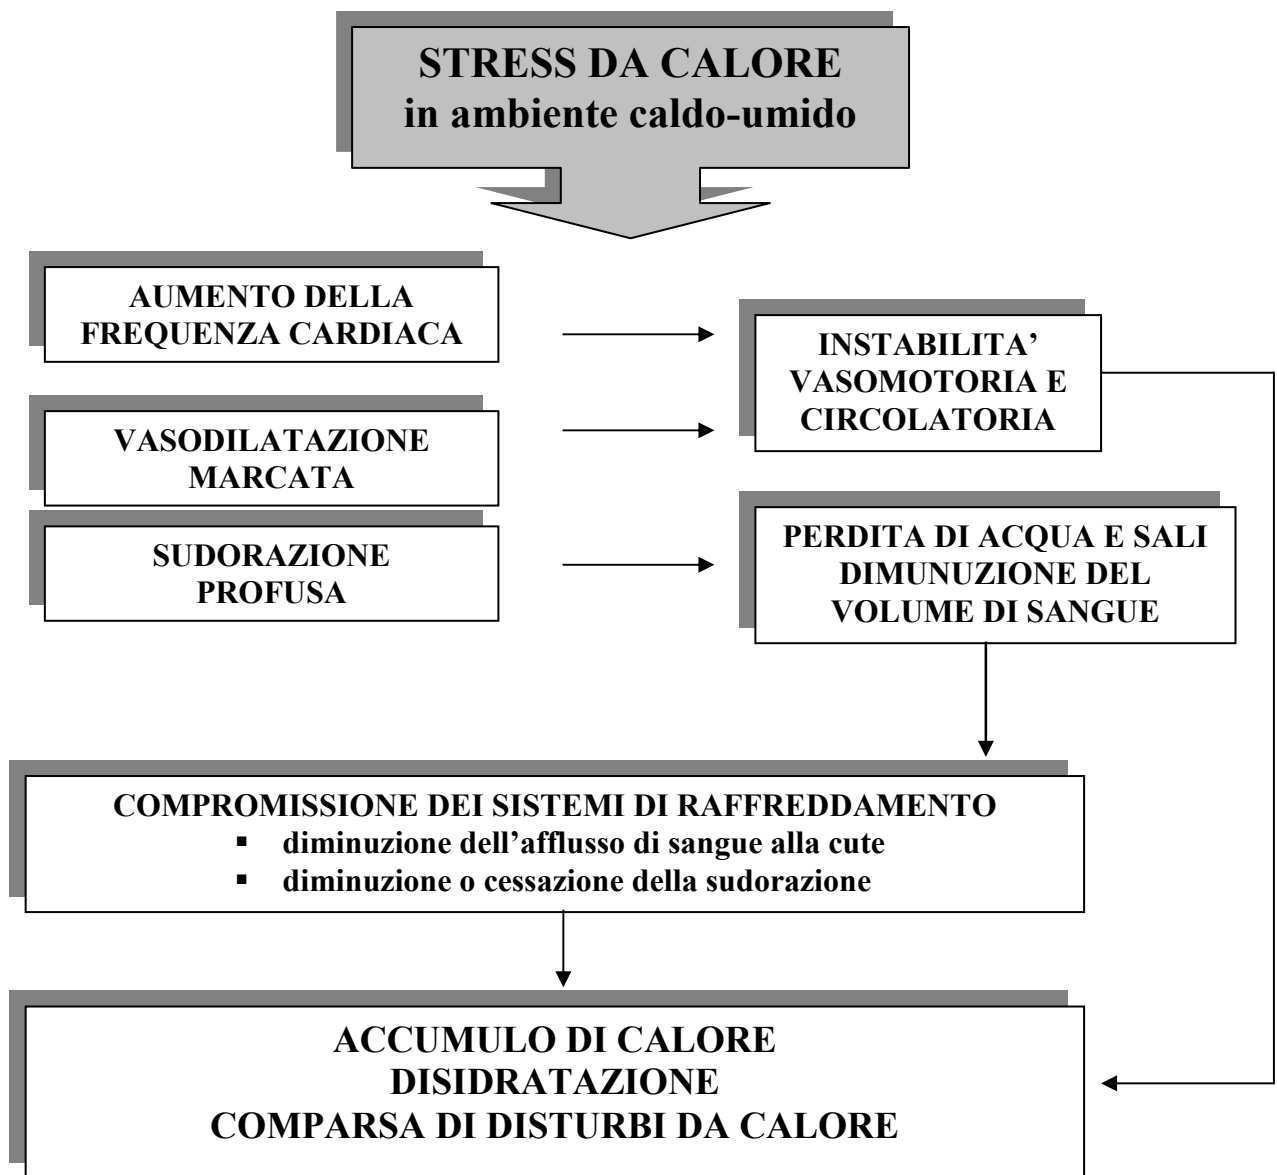 STRESS DA CALORE
in ambiente caldo-umido
AUMENTO DELLA
FREQUENZA CARDIACA
INSTABILITA’
VASOMOTORIA E
CIRCOLATORIA
VASODILATAZIONE
MARCATA
SUDORAZIONE
PROFUSA
PERDITA DI ACQUA E SALI
DIMUNUZIONE DEL
VOLUME DI SANGUE
COMPROMISSIONE DEI SISTEMI DI RAFFREDDAMENTO
▪ diminuzione dell’afflusso di sangue alla cute
▪ diminuzione o cessazione della sudorazione
ACCUMULO DI CALORE
DISIDRATAZIONE
COMPARSA DI DISTURBI DA CALORE